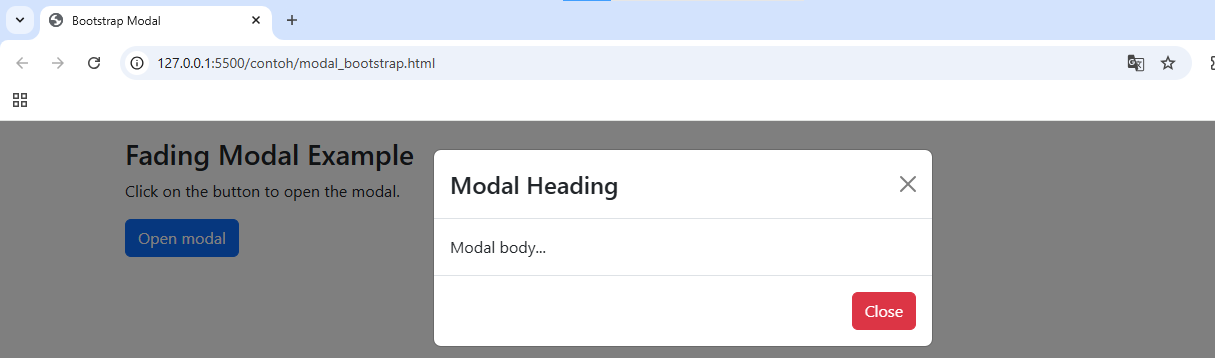 Bootstrap Modal
127.0.0.1:5500/contoh/modal_bootstrap.html
Fading Modal Example
Click on the button to open the modal.
Open modal
Modal Heading
Modal body...
Close